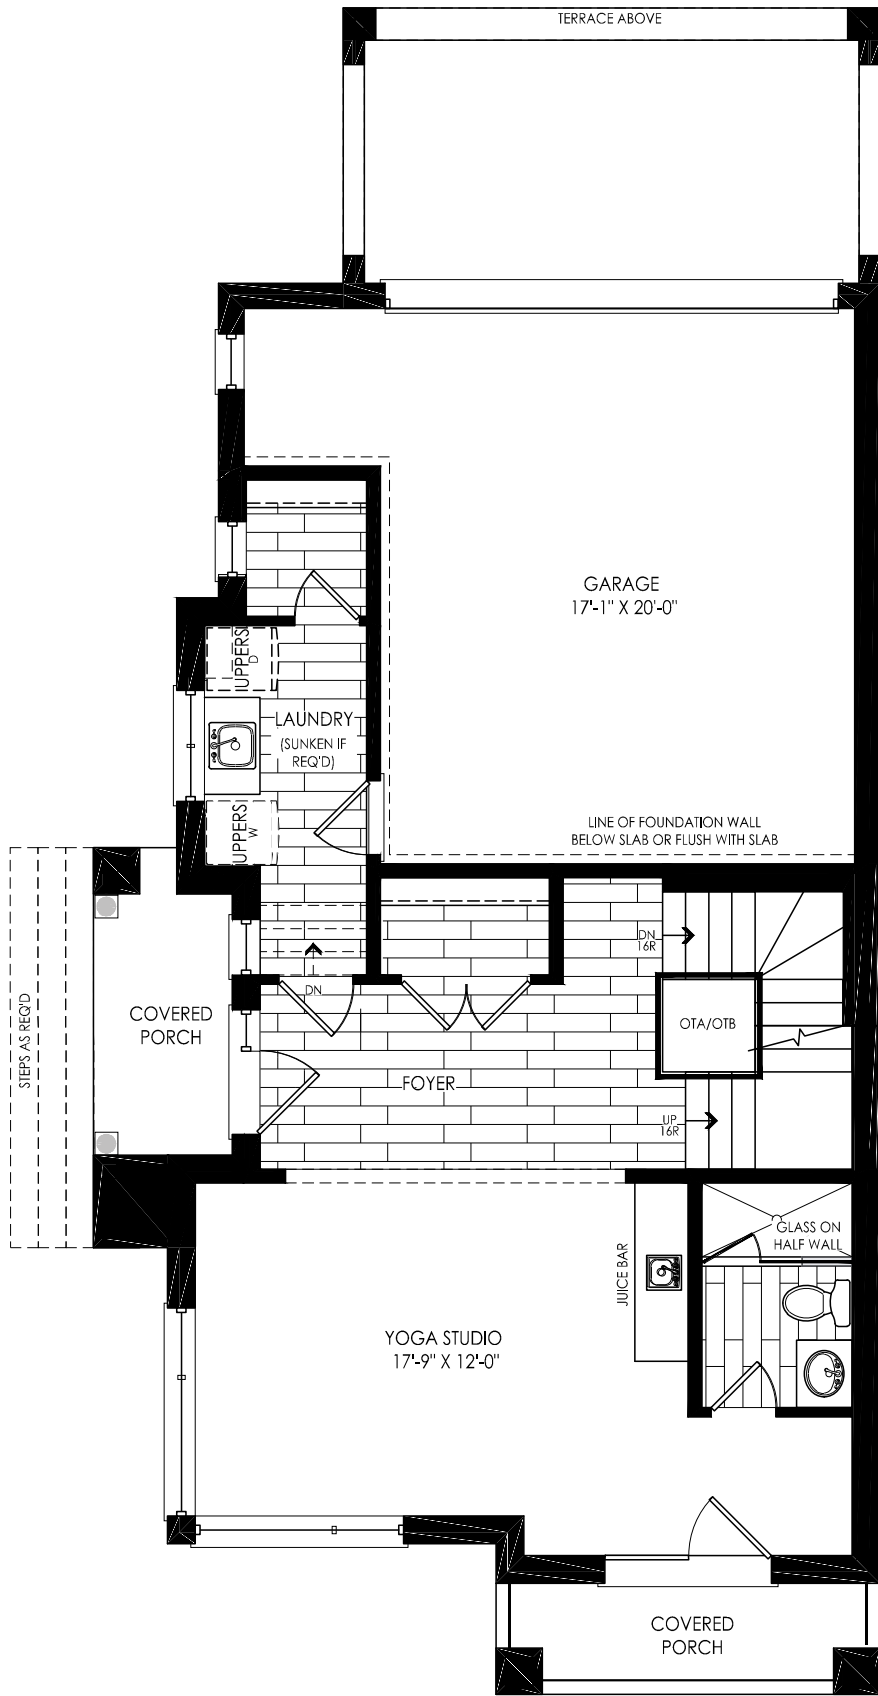 TERRACE ABOVE
GARAGE
17'-1" X 20'-0"
UPPERS
D
LAUNDRY
(SUNKEN IF
REQ'D)
UPPERS
W
LINE OF FOUNDATION WALL
BELOW SLAB OR FLUSH WITH SLAB
DN
16R
DN
COVERED
PORCH
STEPS AS REQ'D
OTA/OTB
FOYER
UP
16R
GLASS ON
HALF WALL
JUICE BAR
YOGA STUDIO
17'-9" X 12'-0"
COVERED
PORCH